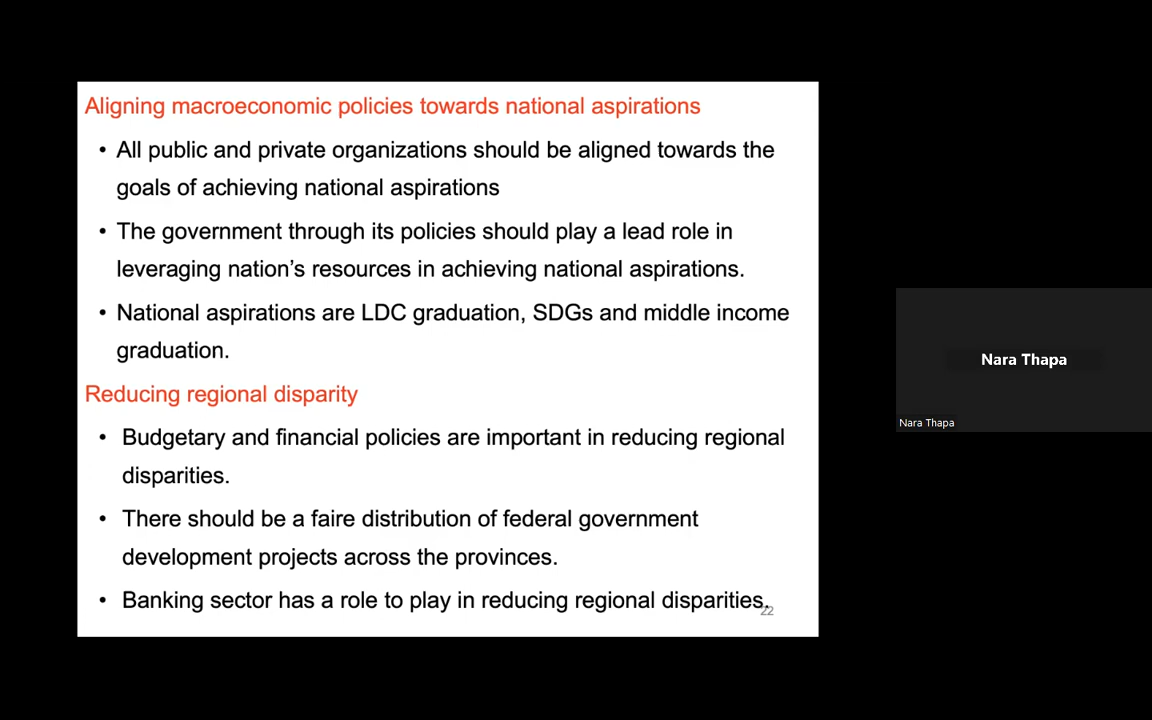 Aligning macroeconomic policies towards national aspirations
• All public and private organizations should be aligned towards the
goals of achieving national aspirations
• The government through its policies should play a lead role in
leveraging nation’s resources in achieving national aspirations.
• National aspirations are LDC graduation, SDGs and middle income
graduation.
Reducing regional disparity
• Budgetary and financial policies are important in reducing regional
disparities.
• There should be a faire distribution of federal government
development projects across the provinces.
• Banking sector has a role to play in reducing regional disparities.
22
Nara Thapa
Nara Thapa